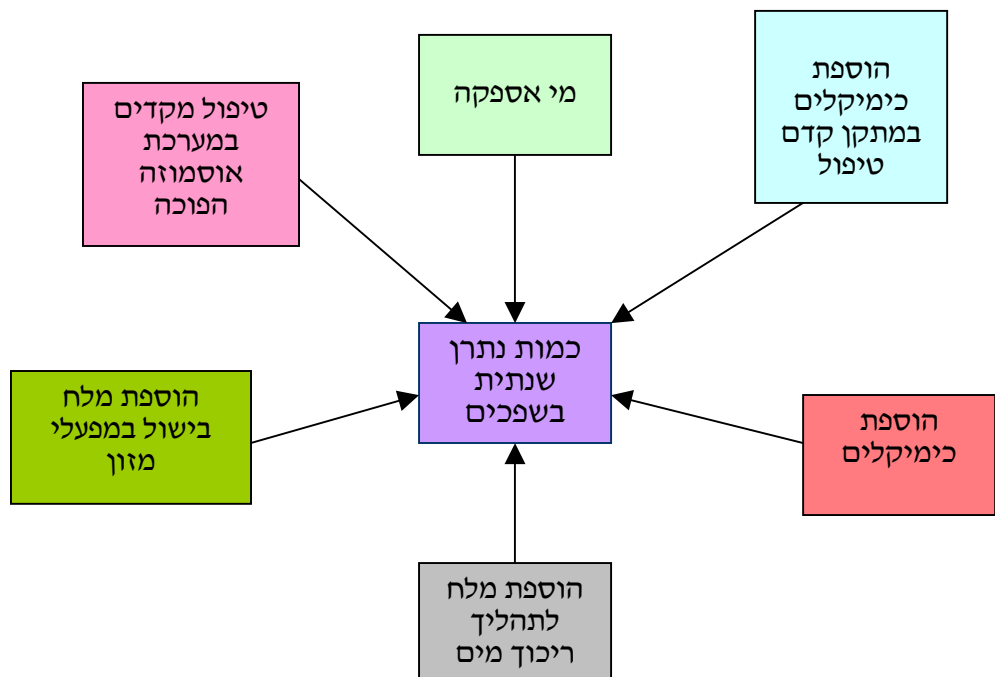 הוספת
כימיקלים
במתקן קדם
טיפול
מי אספקה
טיפול מקדים
במערכת
אוסמוזה
הפוכה
כמות נתרן
שנתית
בשפכים
הוספת
כימיקלים
הוספת מלח
בישול במפעלי
מזון
הוספת מלח
לתהליך
ריכוך מים